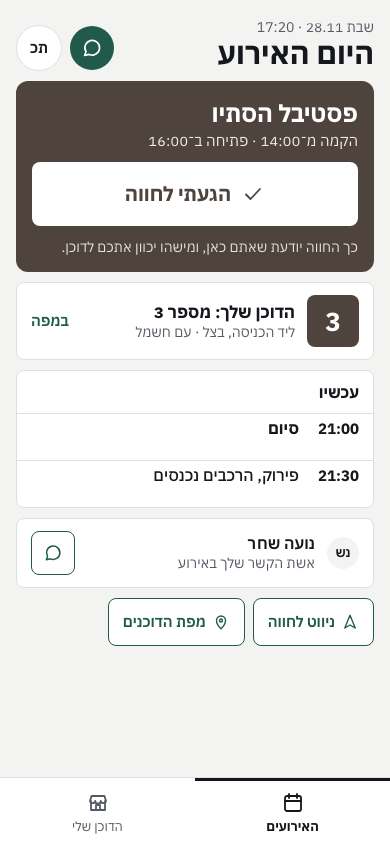 שבת 28.11 · 17:20
היום האירוע
תכ
פסטיבל הסתיו
הקמה מ־14:00 · פתיחה ב־16:00
הגעתי לחווה
כך החווה יודעת שאתם כאן, ומישהו יכוון אתכם לדוכן.
3
הדוכן שלך: מספר 3
ליד הכניסה, בצל · עם חשמל
במפה
עכשיו
21:00 סיום
21:30 פירוק, הרכבים נכנסים
נש
נועה שחר
אשת הקשר שלך באירוע
ניווט לחווה
מפת הדוכנים
האירועים
הדוכן שלי